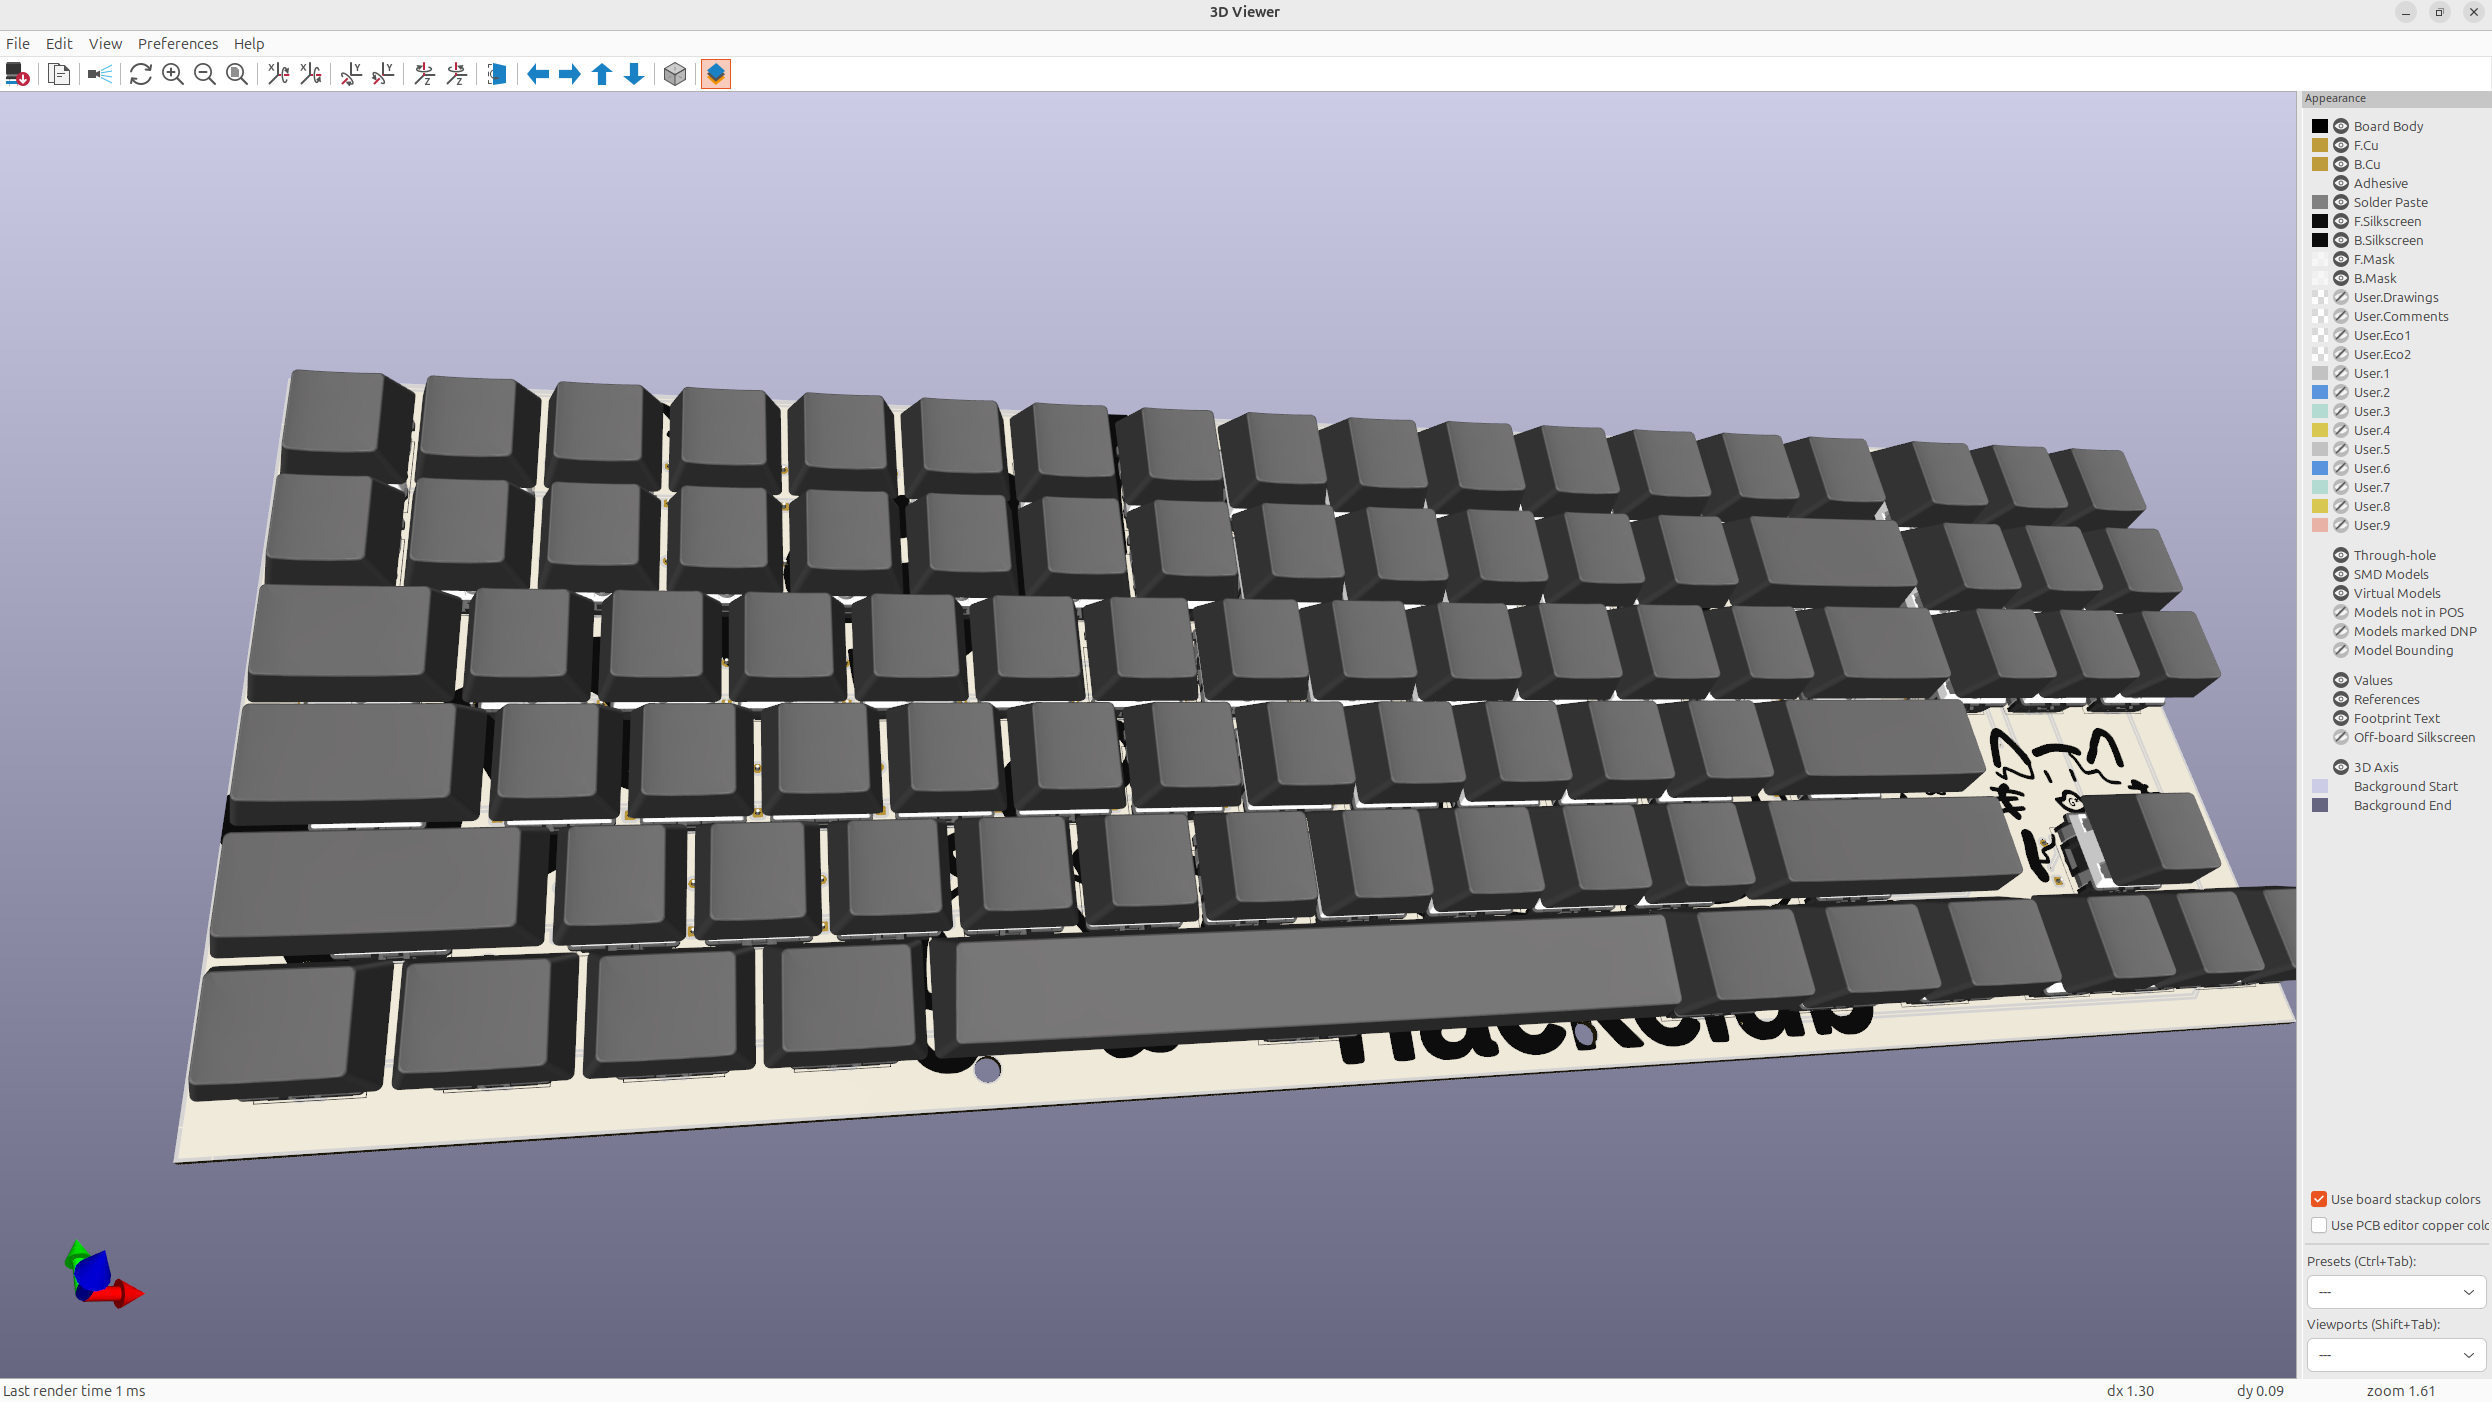 3D Viewer
File Edit View Preferences Help
Appearance
Board Body
F.Cu
B.Cu
Adhesive
Solder Paste
F.Silkscreen
B.Silkscreen
F.Mask
B.Mask
User.Drawings
User.Comments
User.Eco1
User.Eco2
User.1
User.2
User.3
User.4
User.5
User.6
User.7
User.8
User.9
Through-hole
SMD Models
Virtual Models
Models not in POS
Models marked DNP
Model Bounding
Values
References
Footprint Text
Off-board Silkscreen
3D Axis
Background Start
Background End
Hackclub
Use board stackup colors
Use PCB editor copper colo
Presets (Ctrl+Tab):
---
Viewports (Shift+Tab):
---
Last render time 1 ms
dx 1.30
dy 0.09
zoom 1.61